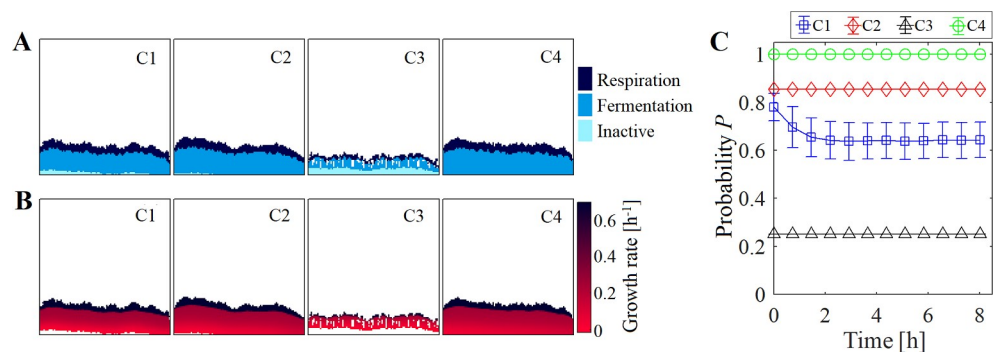 A
C1
C2
C3
C4
Respiration
Fermentation
Inactive
B
C1
C2
C3
C4
0.6
0.4
0.2
0
Growth rate [h-1]
C
C1
C2
C3
C4
1
0.8
0.6
0.4
0.2
0
Probability P
0
2
4
6
8
Time [h]